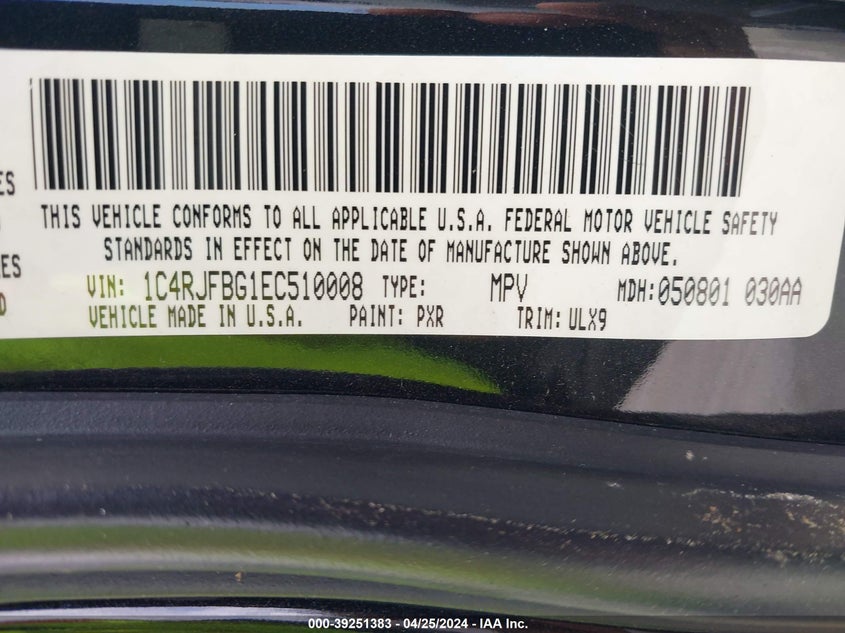 ES
THIS VEHICLE CONFORMS TO ALL APPLICABLE U.S.A. FEDERAL MOTOR VEHICLE SAFETY
STANDARDS IN EFFECT ON THE DATE OF MANUFACTURE SHOWN ABOVE.
ES
VIN: 1C4RJFBG1EC510008 TYPE: MPV MDH:050801 030AA
D
VEHICLE MADE IN U.S.A. PAINT: PXR TRIM:ULX9
000-39251383 - 04/25/2024 - IAA Inc.